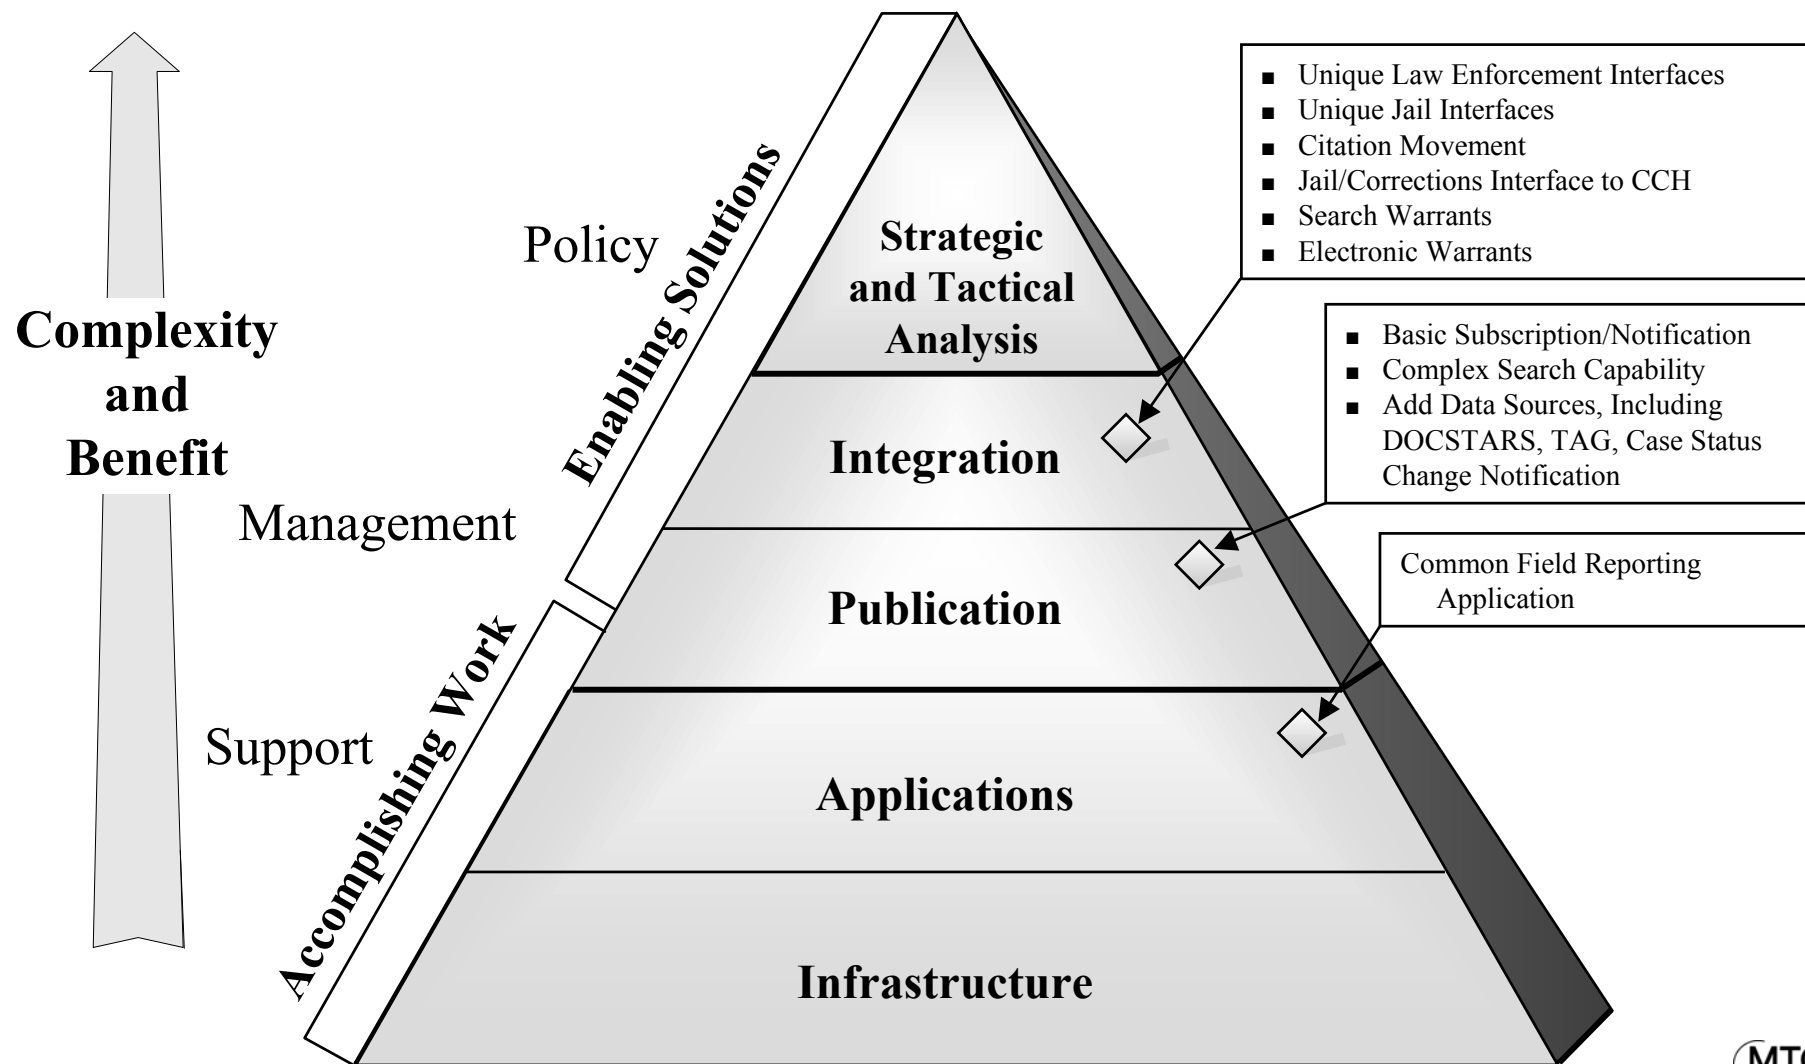 Complexity
and
Benefit
Policy
Management
Support
Enabling Solutions
Accomplishing Work
Strategic
and Tactical
Analysis
Integration
Publication
Applications
Infrastructure
■ Unique Law Enforcement Interfaces
■ Unique Jail Interfaces
■ Citation Movement
■ Jail/Corrections Interface to CCH
■ Search Warrants
■ Electronic Warrants
■ Basic Subscription/Notification
■ Complex Search Capability
■ Add Data Sources, Including
DOCSTARS, TAG, Case Status
Change Notification
Common Field Reporting
Application